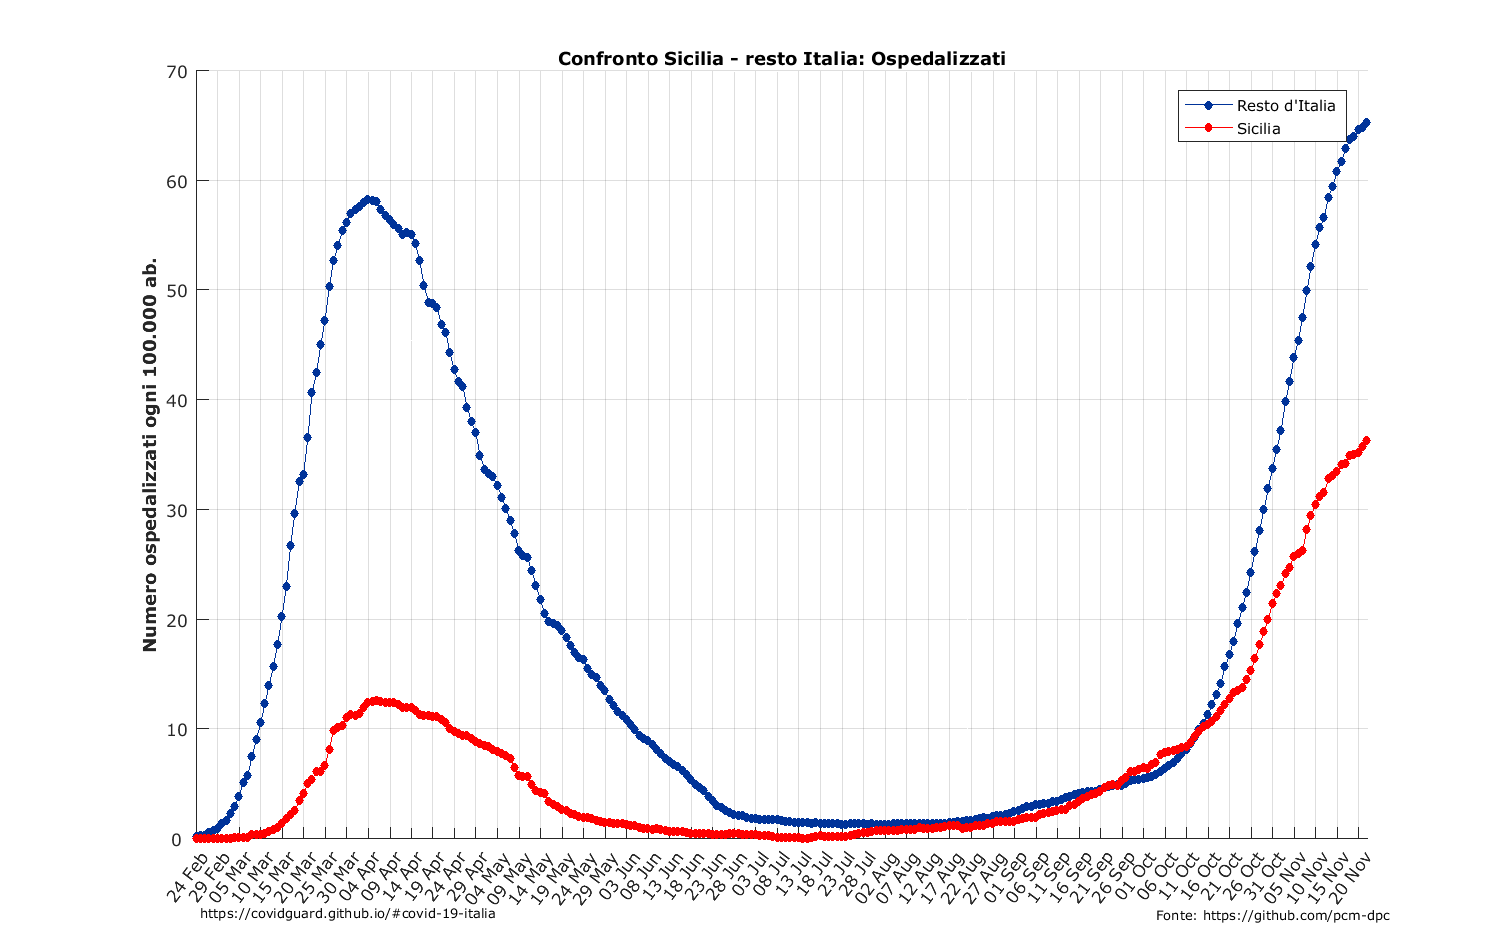 Confronto Sicilia - resto Italia: Ospedalizzati
Resto d'Italia
Sicilia
Numero ospedalizzati ogni 100.000 ab.
70
60
50
40
30
20
10
0
24 Feb
29 Feb
05 Mar
10 Mar
15 Mar
20 Mar
25 Mar
30 Mar
04 Apr
09 Apr
14 Apr
19 Apr
24 Apr
29 Apr
04 May
09 May
14 May
19 May
24 May
29 May
03 Jun
08 Jun
13 Jun
18 Jun
23 Jun
28 Jun
03 Jul
08 Jul
13 Jul
18 Jul
23 Jul
28 Jul
02 Aug
07 Aug
12 Aug
17 Aug
22 Aug
27 Aug
01 Sep
06 Sep
11 Sep
16 Sep
21 Sep
26 Sep
01 Oct
06 Oct
11 Oct
16 Oct
21 Oct
26 Oct
31 Oct
05 Nov
10 Nov
15 Nov
20 Nov
https://covidguard.github.io/#covid-19-italia
Fonte: https://github.com/pcm-dpc